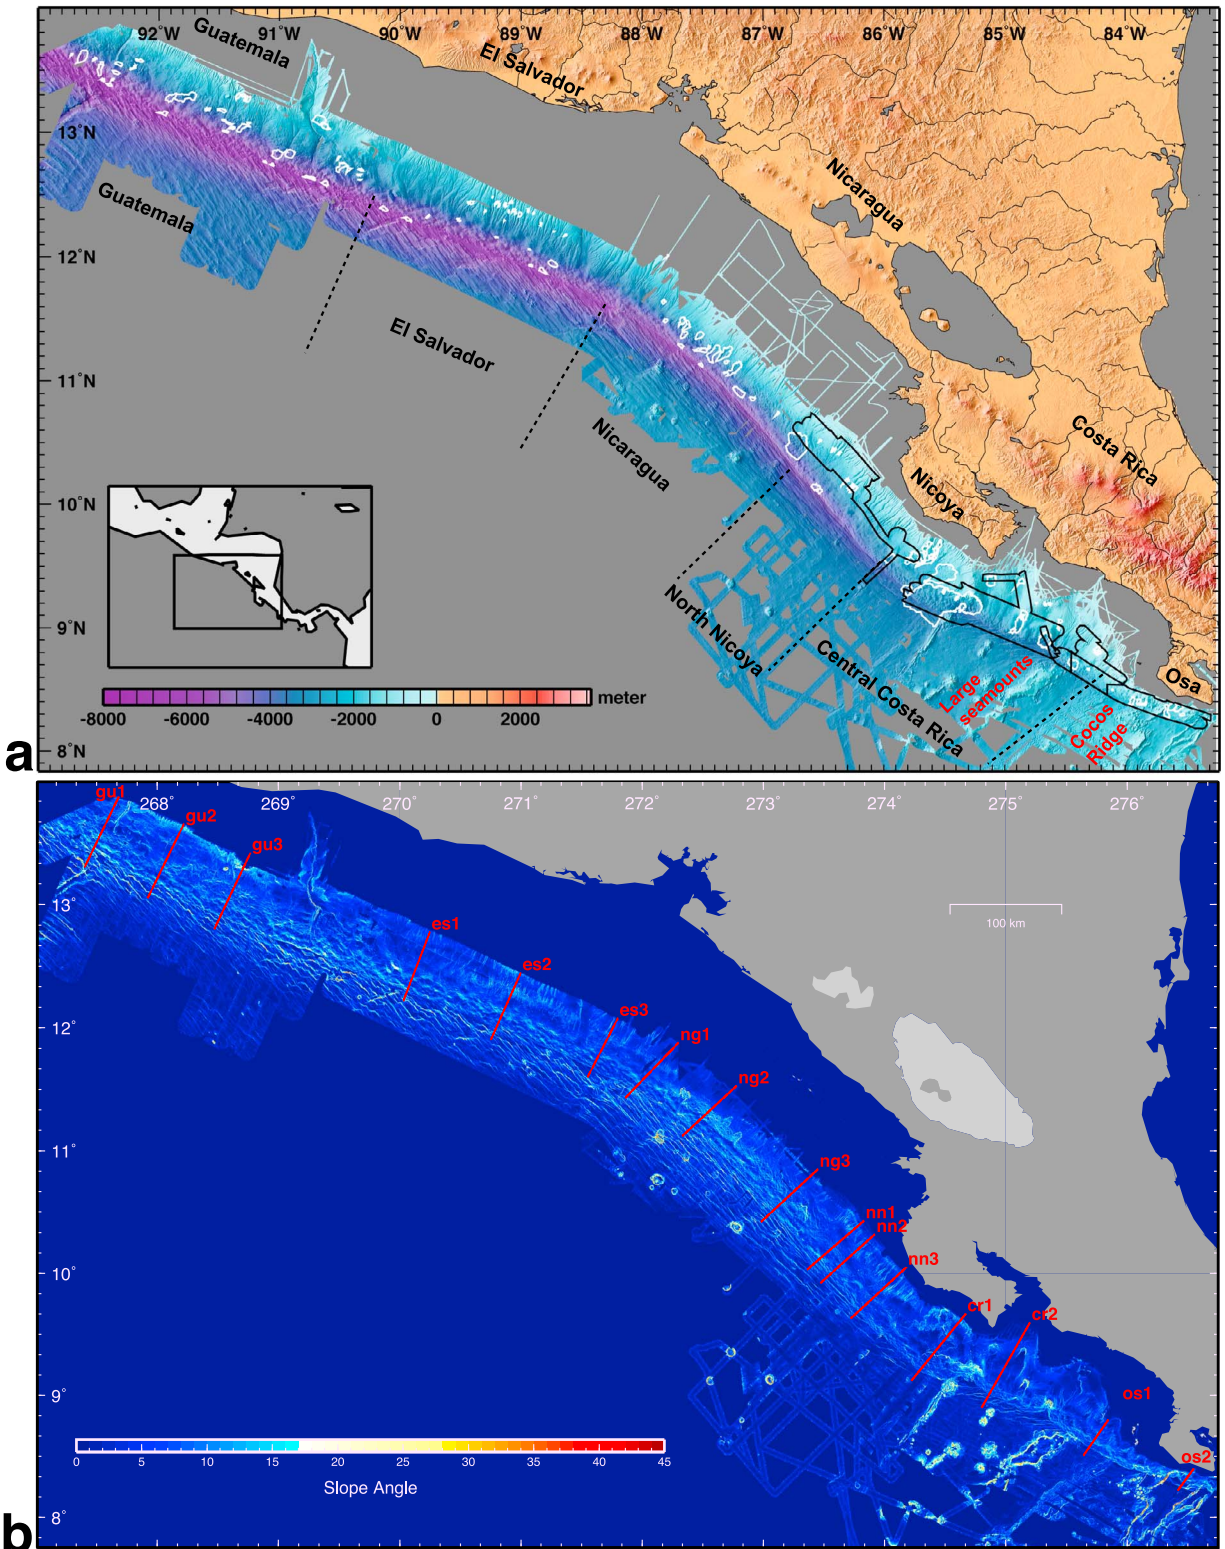 92˚W 91˚W 90˚W 89˚W 88˚W 87˚W 86˚W 85˚W 84˚W
Guatemala
El Salvador
13˚N
Nicaragua
Guatemala
12˚N
El Salvador
11˚N
Costa Rica
Nicaragua
Nicoya
10˚N
North Nicoya
9˚N
Central Costa Rica
Large
seamounts
Osa
Cocos
Ridge
meter
-8000 -6000 -4000 -2000 0 2000
8˚N
a
gu1
268˚ 269˚ 270˚ 271˚ 272˚ 273˚ 274˚ 275˚ 276˚
gu2
gu3
13˚
100 km
es1
es2
es3
12˚
ng1
ng2
11˚
ng3
nn1
nn2
nn3
10˚
cr1
cr2
9˚
os1
os2
0 5 10 15 20 25 30 35 40 45
Slope Angle
8˚
b